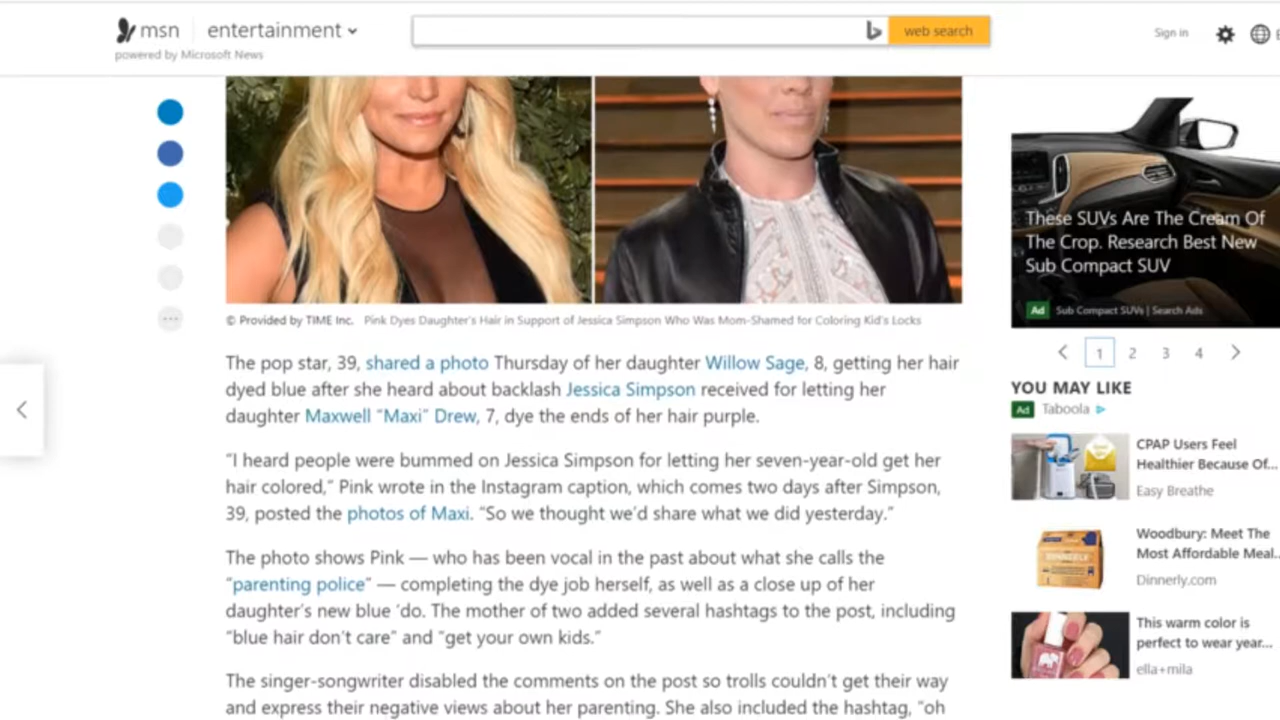 msn
entertainment
web search
Sign in
powered by Microsoft News
These SUVs Are The Cream Of
The Crop. Research Best New
Sub Compact SUV
Ad Sub Compact SUVs | Search Ads
© Provided by TIME Inc. Pink Dyes Daughter's Hair in Support of Jessica Simpson Who Was Mom-Shamed for Coloring Kid's Locks
The pop star, 39, shared a photo Thursday of her daughter Willow Sage, 8, getting her hair
dyed blue after she heard about backlash Jessica Simpson received for letting her
daughter Maxwell “Maxi” Drew, 7, dye the ends of her hair purple.
“I heard people were bummed on Jessica Simpson for letting her seven-year-old get her
hair colored,” Pink wrote in the Instagram caption, which comes two days after Simpson,
39, posted the photos of Maxi. “So we thought we’d share what we did yesterday.”
The photo shows Pink — who has been vocal in the past about what she calls the
“parenting police” — completing the dye job herself, as well as a close up of her
daughter’s new blue ’do. The mother of two added several hashtags to the post, including
“blue hair don’t care” and “get your own kids.”
The singer-songwriter disabled the comments on the post so trolls couldn’t get their way
and express their negative views about her parenting. She also included the hashtag, “oh
1 2 3 4
YOU MAY LIKE
Ad Taboola
CPAP Users Feel
Healthier Because Of...
Easy Breathe
Woodbury: Meet The
Most Affordable Meal...
Dinnerly.com
This warm color is
perfect to wear year...
ella+mila